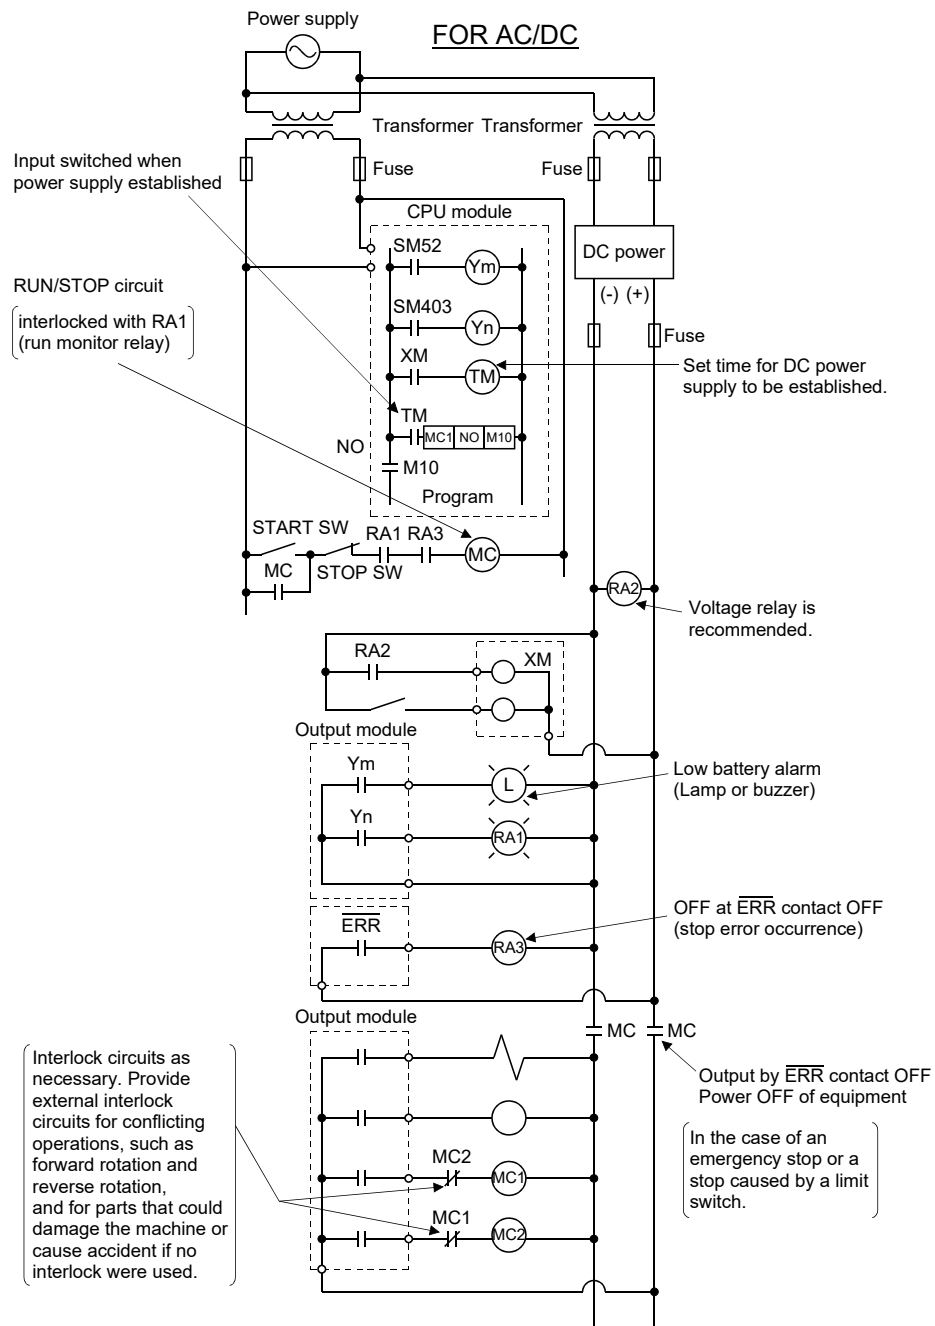 Power supply
FOR AC/DC
Transformer Transformer
Input switched when
power supply established
Fuse
Fuse
CPU module
SM52
Ym
DC power
RUN/STOP circuit
(-) (+)
interlocked with RA1
(run monitor relay)
SM403
Yn
Fuse
XM
TM
Set time for DC power
supply to be established.
TM
NO
MC1 NO M10
M10
Program
START SW
RA1 RA3
MC
MC
STOP SW
RA2
Voltage relay is
recommended.
RA2
XM
Output module
Ym
L
Low battery alarm
(Lamp or buzzer)
Yn
RA1
ERR
RA3
OFF at ERR contact OFF
(stop error occurrence)
Output module
MC
MC
Output by ERR contact OFF
Power OFF of equipment
In the case of an
emergency stop or a
stop caused by a limit
switch.
Interlock circuits as
necessary. Provide
external interlock
circuits for conflicting
operations, such as
forward rotation and
reverse rotation,
and for parts that could
damage the machine or
cause accident if no
interlock were used.
MC2
MC1
MC1
MC2